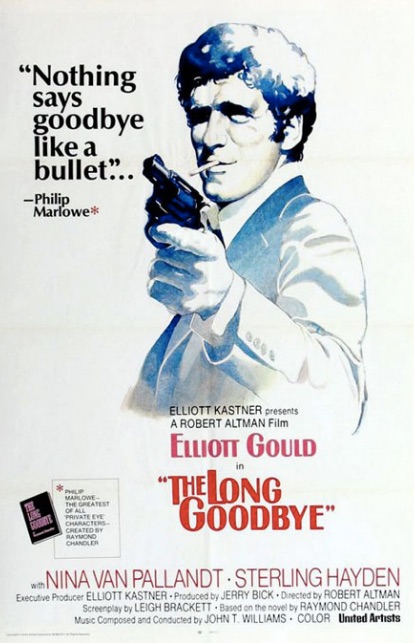 “Nothing
says
goodbye
like a
bullet”...
—Philip
Marlowe*
ELLIOTT KASTNER presents
A ROBERT ALTMAN Film
ELLIOTT GOULD
in
“THE LONG
GOODBYE”
THE
LONG
GOODBYE
* PHILIP
MARLOWE—
THE GREATEST
OF ALL
'PRIVATE EYE'
CHARACTERS—
CREATED BY
RAYMOND
CHANDLER
with NINA VAN PALLANDT • STERLING HAYDEN
Executive Producer ELLIOTT KASTNER • Produced by JERRY BICK • Directed by ROBERT ALTMAN
Screenplay by LEIGH BRACKETT • Based on the novel by RAYMOND CHANDLER
Music Composed and Conducted by JOHN T. WILLIAMS • COLOR United Artists